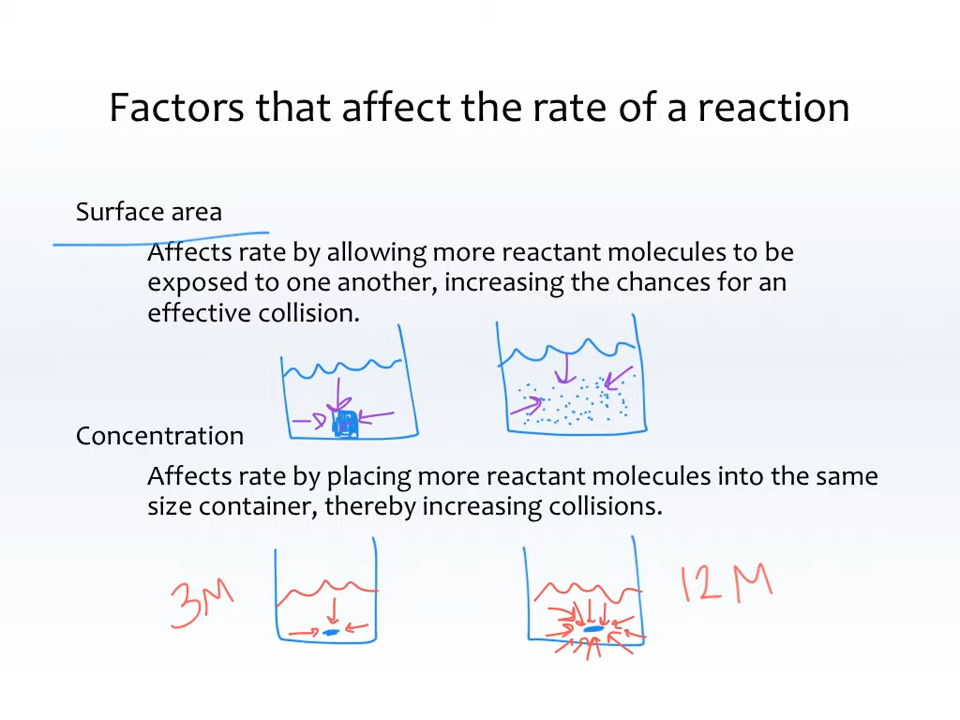 Factors that affect the rate of a reaction
Surface area
Affects rate by allowing more reactant molecules to be
exposed to one another, increasing the chances for an
effective collision.
Concentration
Affects rate by placing more reactant molecules into the same
size container, thereby increasing collisions.
3M
12 M